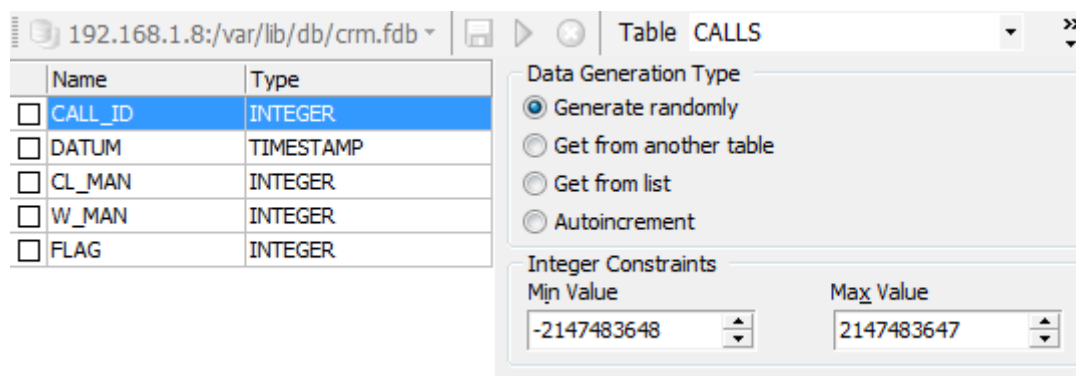 192.168.1.8:/var/lib/db/crm.fdb Table CALLS
Name Type
CALL_ID INTEGER
DATUM TIMESTAMP
CL_MAN INTEGER
W_MAN INTEGER
FLAG INTEGER
Data Generation Type
Generate randomly
Get from another table
Get from list
Autoincrement
Integer Constraints
Min Value Max Value
-2147483648 2147483647